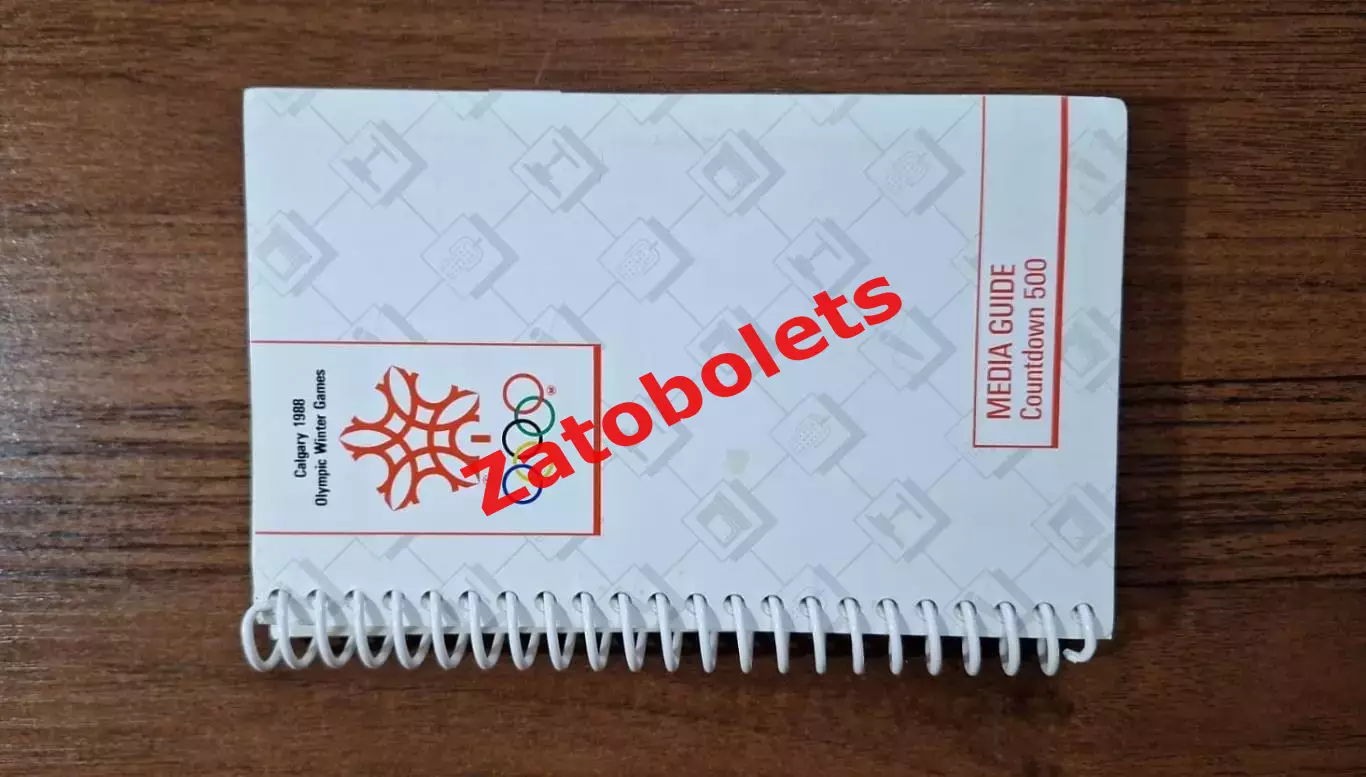 Calgary 1988
Olympic Winter Games
zatobolets
MEDIA GUIDE
Countdown 500